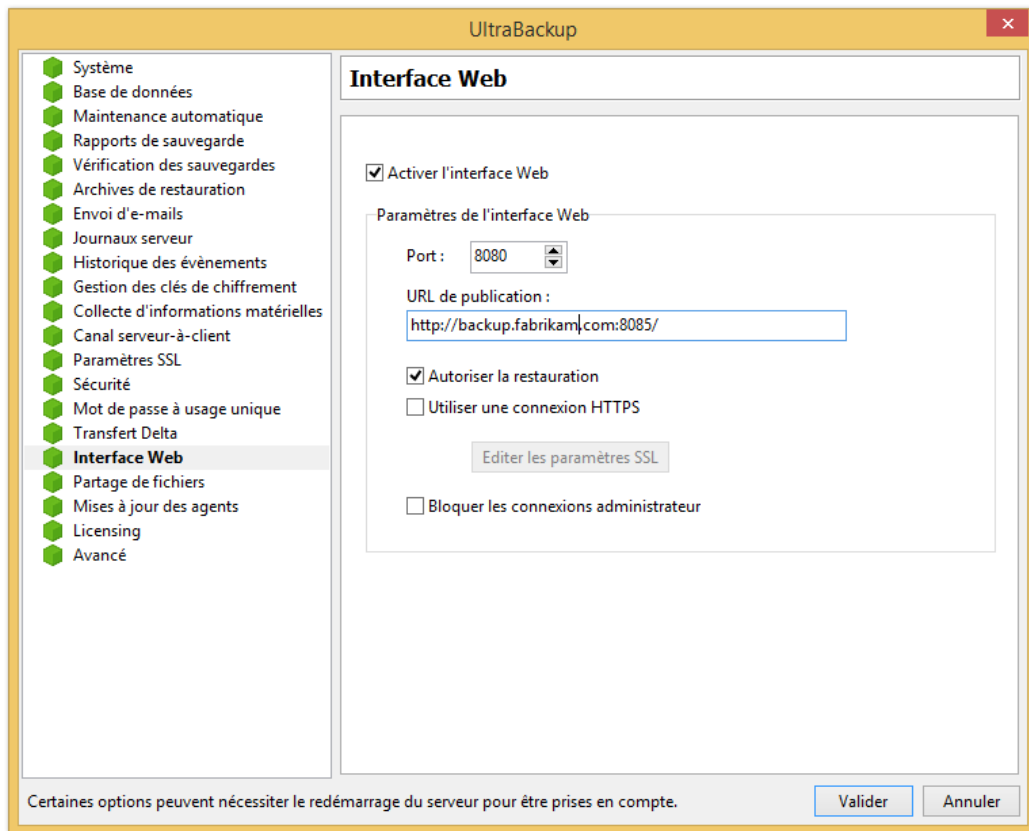 UltraBackup
Système
Base de données
Maintenance automatique
Rapports de sauvegarde
Vérification des sauvegardes
Archives de restauration
Envoi d'e-mails
Journaux serveur
Historique des évènements
Gestion des clés de chiffrement
Collecte d'informations matérielles
Canal serveur-à-client
Paramètres SSL
Sécurité
Mot de passe à usage unique
Transfert Delta
Interface Web
Partage de fichiers
Mises à jour des agents
Licensing
Avancé
Interface Web
Activer l'interface Web
Paramètres de l'interface Web
Port : 8080
URL de publication :
http://backup.fabrikam.com:8085/
Autoriser la restauration
Utiliser une connexion HTTPS
Editer les paramètres SSL
Bloquer les connexions administrateur
Certaines options peuvent nécessiter le redémarrage du serveur pour être prises en compte.
Valider
Annuler